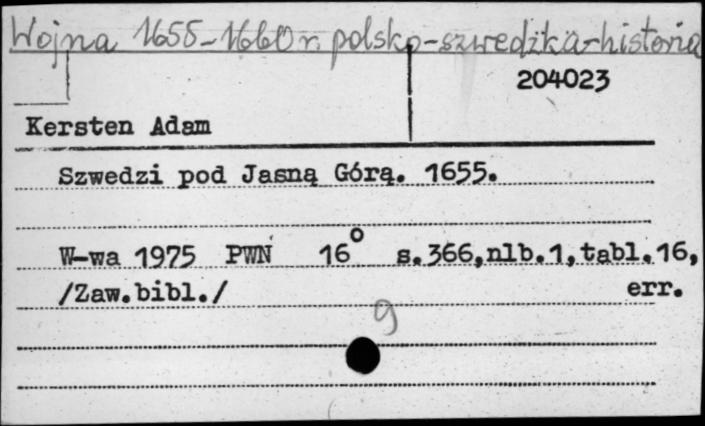 Wojna 1655-1660 r. polsko-szwedzka-historia
204023
Kersten Adam
Szwedzi pod Jasną Górą. 1655.
W-wa 1975 PWN 16° s.366,nlb.1,tabl.16,
/Zaw.bibl./ err.
9